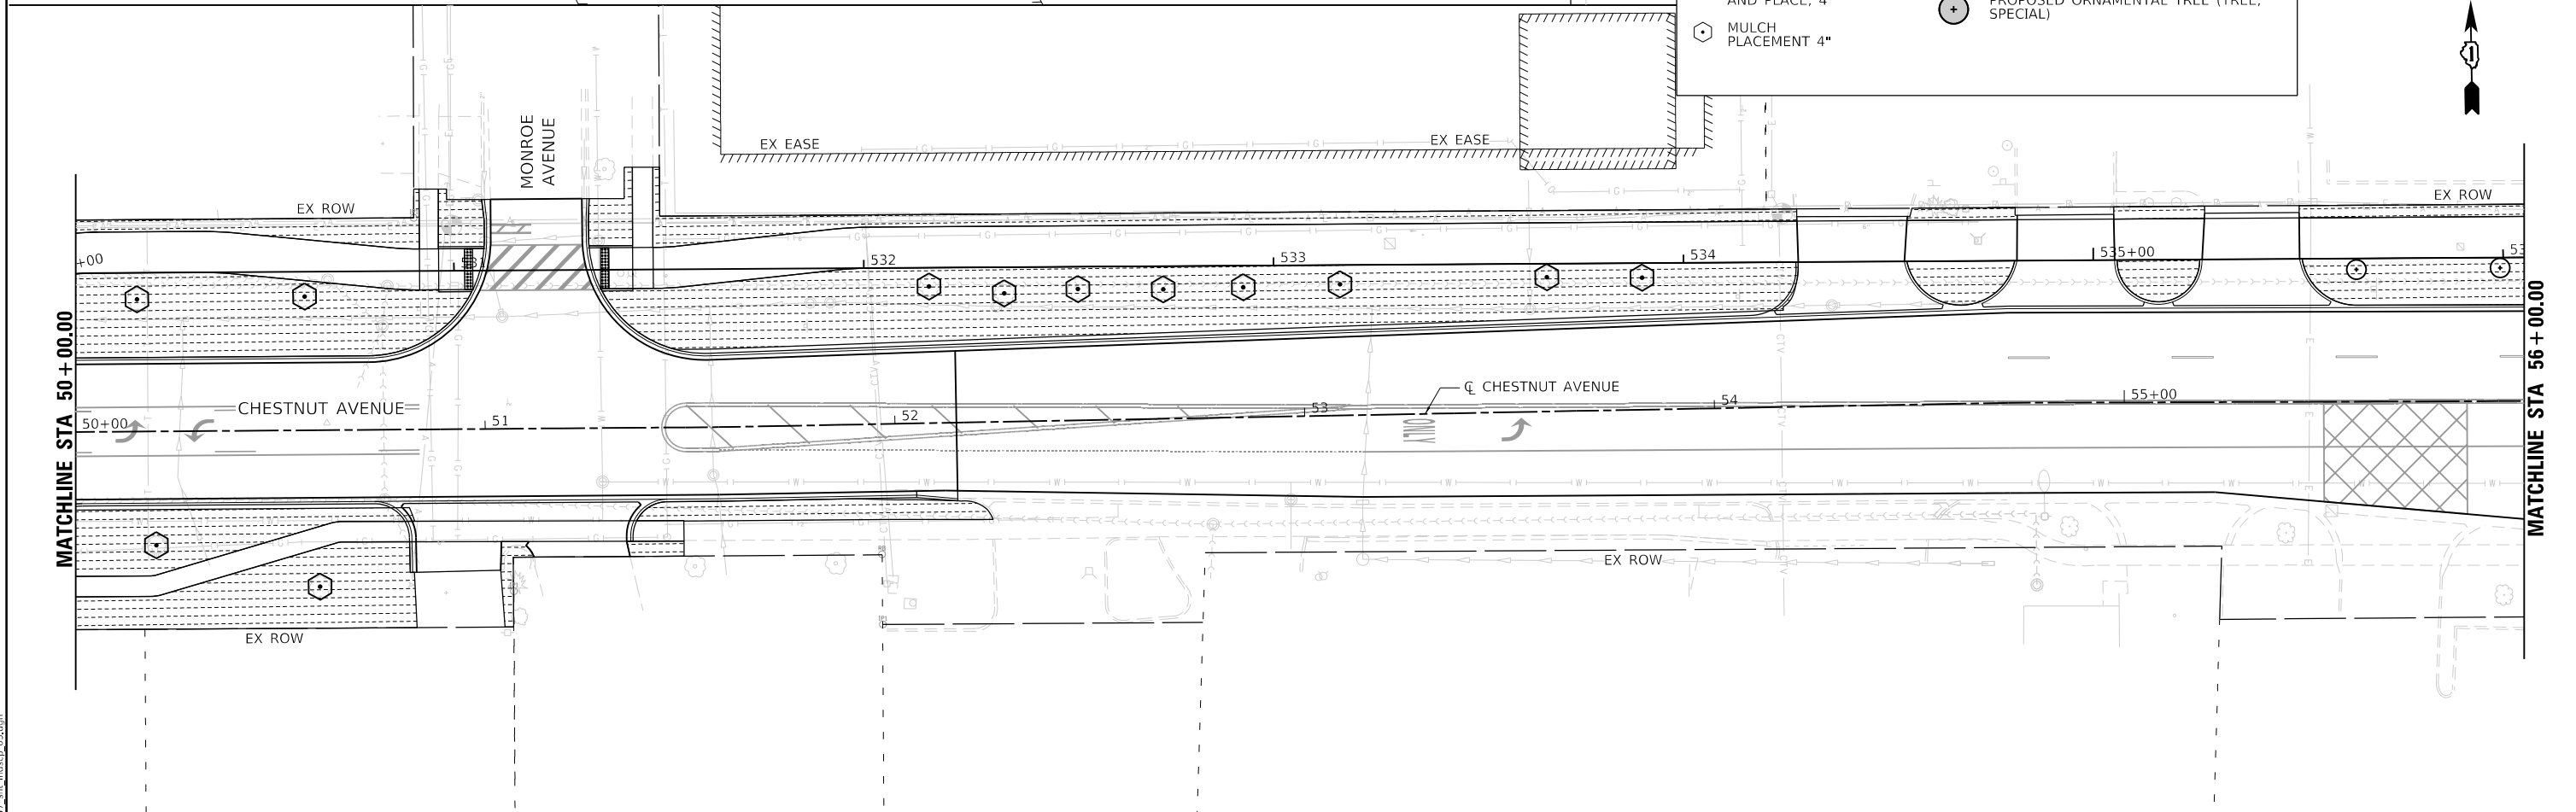 AND PLACE, 4"
PROPOSED ORNAMENTAL TREE (TREE,
SPECIAL)
MULCH
PLACEMENT 4"
MONROE
AVENUE
EX EASE
EX EASE
EX ROW
EX ROW
+00
531
532
533
534
535+00
53
MATCHLINE STA 50+00.00
MATCHLINE STA 56+00.00
CHESTNUT AVENUE
℄ CHESTNUT AVENUE
50+00
51
52
53
54
55+00
ONLY
EX ROW
EX ROW